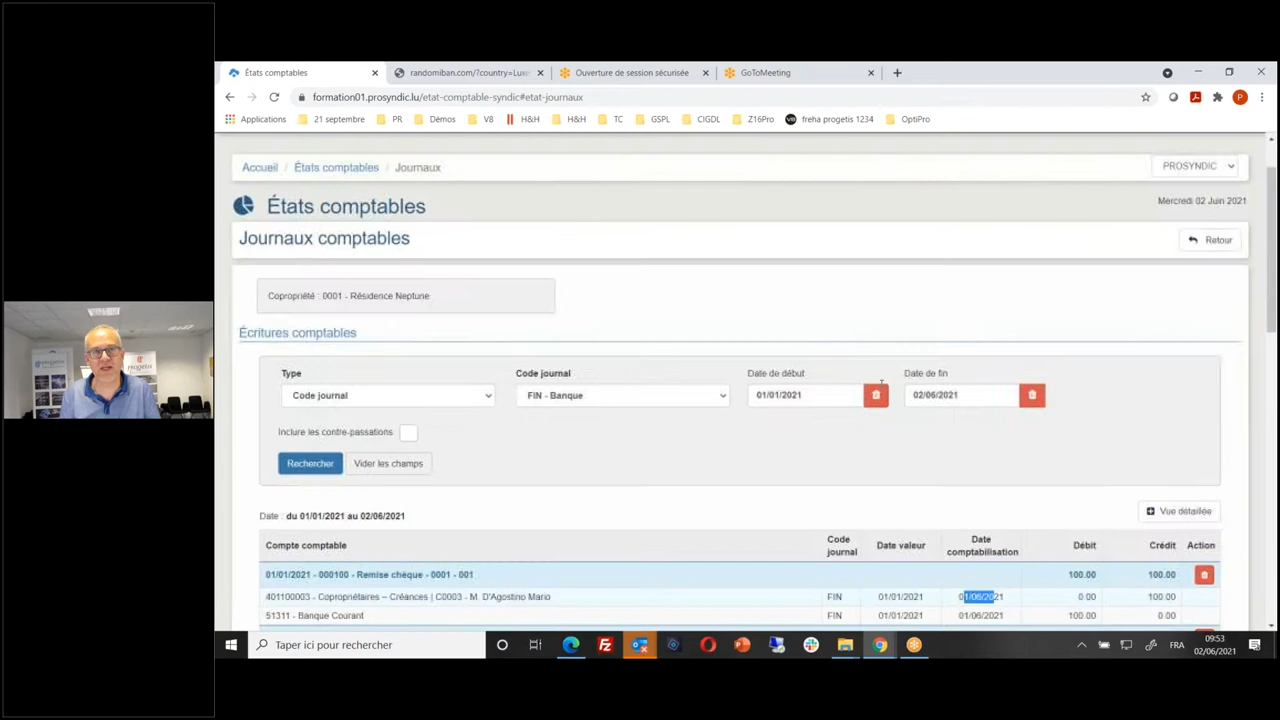 États comptables
randomiban.com/?country=Luxe
Ouverture de session sécurisée
GoToMeeting
formation01.prosyndic.lu/etat-comptable-syndic#etat-journaux
Applications
21 septembre
PR
Démos
V8
H&H
H&H
TC
GSPL
CIGDL
Z16Pro
freha progetis 1234
OptiPro
Accueil / États comptables / Journaux
PROSYNDIC
États comptables
Mercredi 02 Juin 2021
Journaux comptables
Retour
Copropriété : 0001 - Résidence Neptune
Écritures comptables
Type
Code journal
Date de début
Date de fin
Code journal
FIN - Banque
01/01/2021
02/06/2021
Inclure les contre-passations
Rechercher
Vider les champs
Date : du 01/01/2021 au 02/06/2021
Vue détaillée
Compte comptable
Code journal
Date valeur
Date comptabilisation
Débit
Crédit
Action
01/01/2021 - 000100 - Remise chèque - 0001 - 001 100.00 100.00
401100003 - Copropriétaires – Créances | C0003 - M. D'Agostino Mario FIN 01/01/2021 01/06/2021 0.00 100.00
51311 - Banque Courant FIN 01/01/2021 01/06/2021 100.00 0.00
Taper ici pour rechercher
FRA
09:53
02/06/2021
progetis